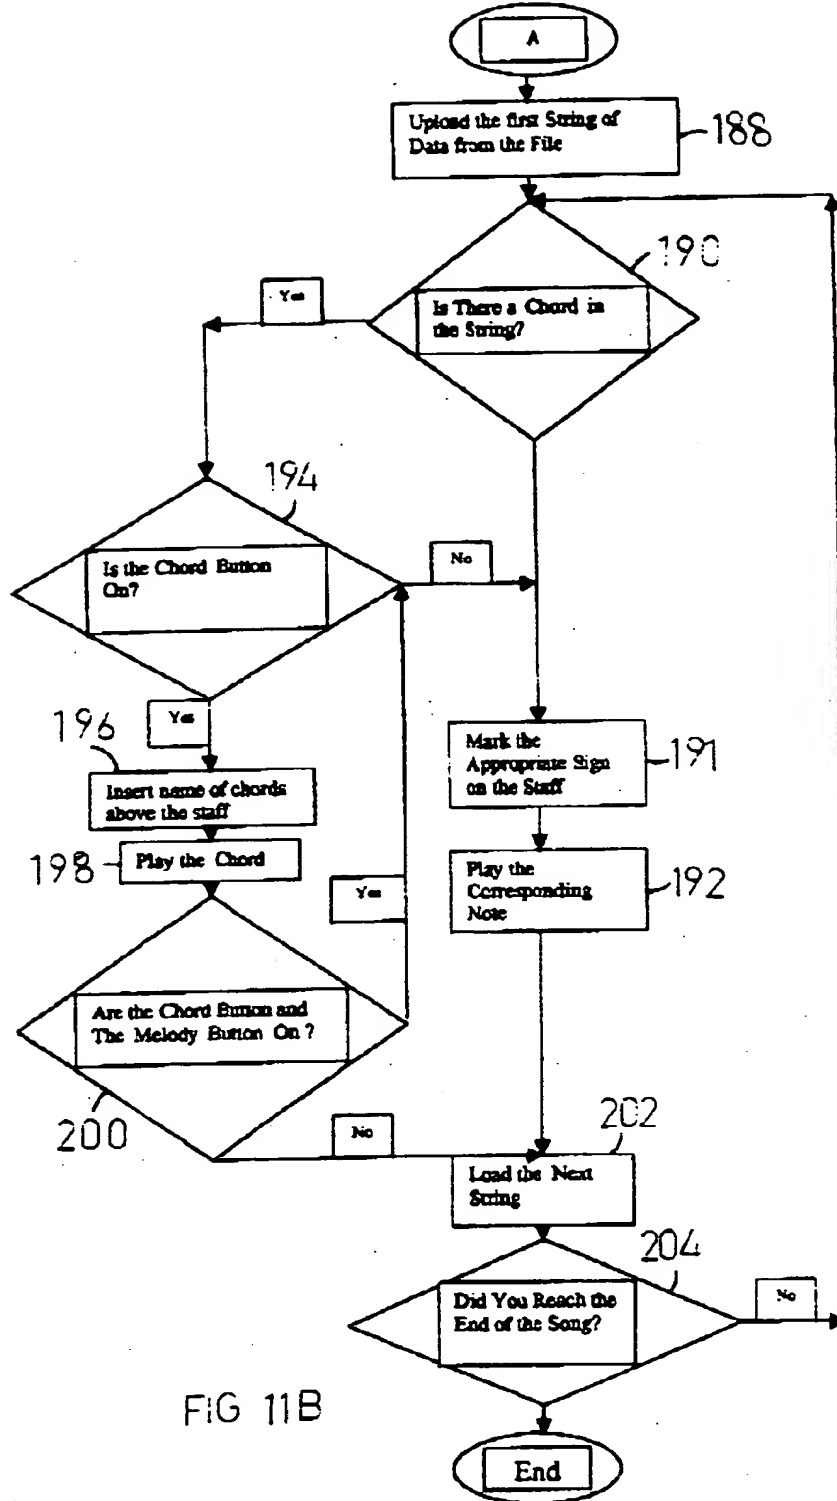 A
Upload the first String of
Data from the File
188
190
Is There a Chord in
the String?
Yes
194
Is the Chord Button
On?
No
Yes
196
Insert name of chords
above the staff
198
Play the Chord
Mark the
Appropriate Sign
on the Staff
191
Play the
Corresponding
Note
192
Yes
Are the Chord Button and
The Melody Button On ?
200
No
202
Load the Next
String
204
Did You Reach the
End of the Song?
No
FIG 11B
End